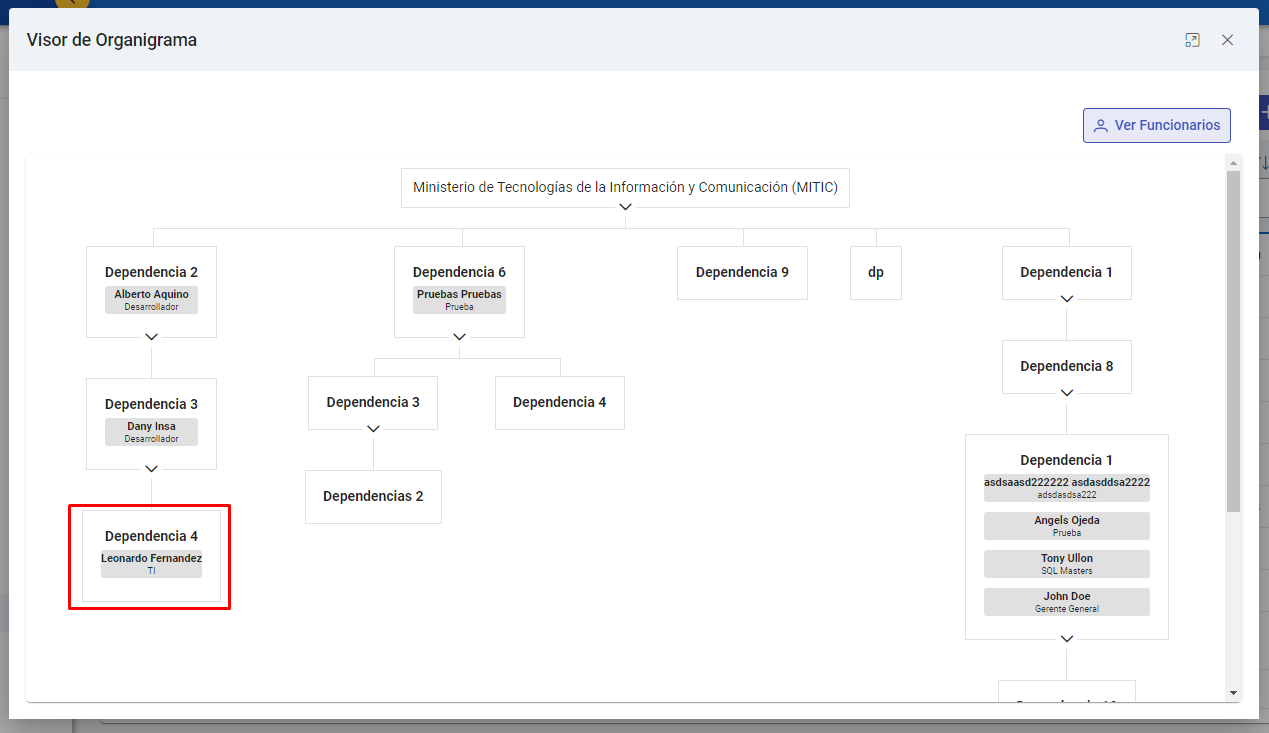 Visor de Organigrama
Ver Funcionarios
Ministerio de Tecnologías de la Información y Comunicación (MITIC)
Dependencia 2
Alberto Aquino
Desarrollador
Dependencia 6
Pruebas Pruebas
Prueba
Dependencia 9
dp
Dependencia 1
Dependencia 8
Dependencia 3
Dany Insa
Desarrollador
Dependencia 3
Dependencia 4
Dependencia 1
asdsaasd222222 asdasddsa2222
adsdasdsa222
Angels Ojeda
Prueba
Tony Ullon
SQL Masters
John Doe
Gerente General
Dependencias 2
Dependencia 4
Leonardo Fernandez
TI